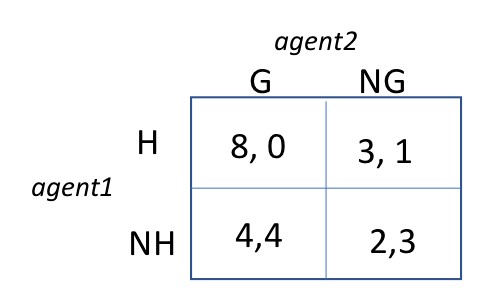 agent2
G NG
H 8, 0 3, 1
agent1
NH 4,4 2,3